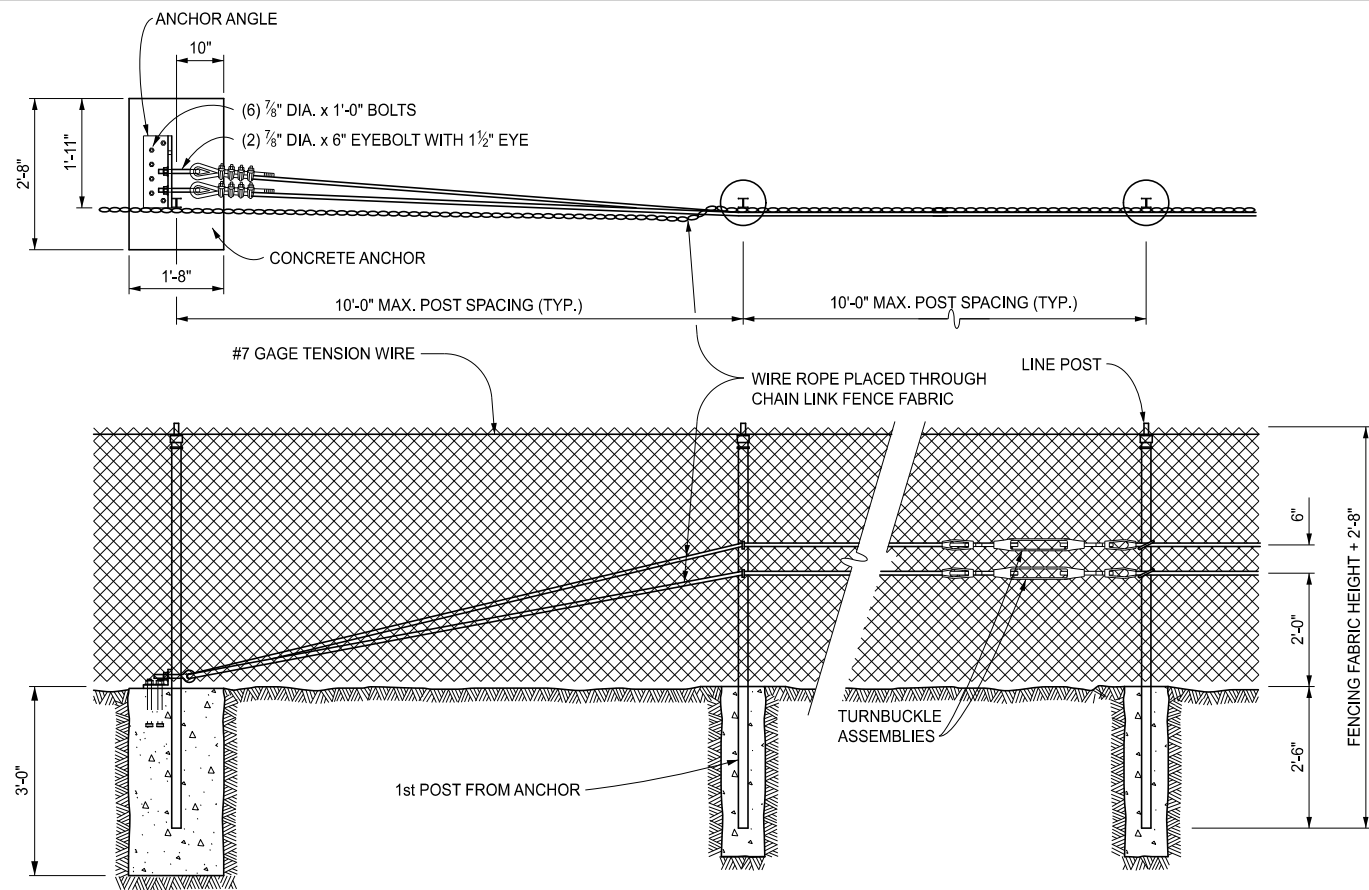 ANCHOR ANGLE
10"
(6) ⅞" DIA. x 1'-0" BOLTS
(2) ⅞" DIA. x 6" EYEBOLT WITH 1½" EYE
2'-8"
1'-11"
CONCRETE ANCHOR
1'-8"
10'-0" MAX. POST SPACING (TYP.)
10'-0" MAX. POST SPACING (TYP.)
#7 GAGE TENSION WIRE
WIRE ROPE PLACED THROUGH
CHAIN LINK FENCE FABRIC
LINE POST
6"
2'-0"
FENCING FABRIC HEIGHT + 2'-8"
TURNBUCKLE
ASSEMBLIES
2'-6"
3'-0"
1st POST FROM ANCHOR